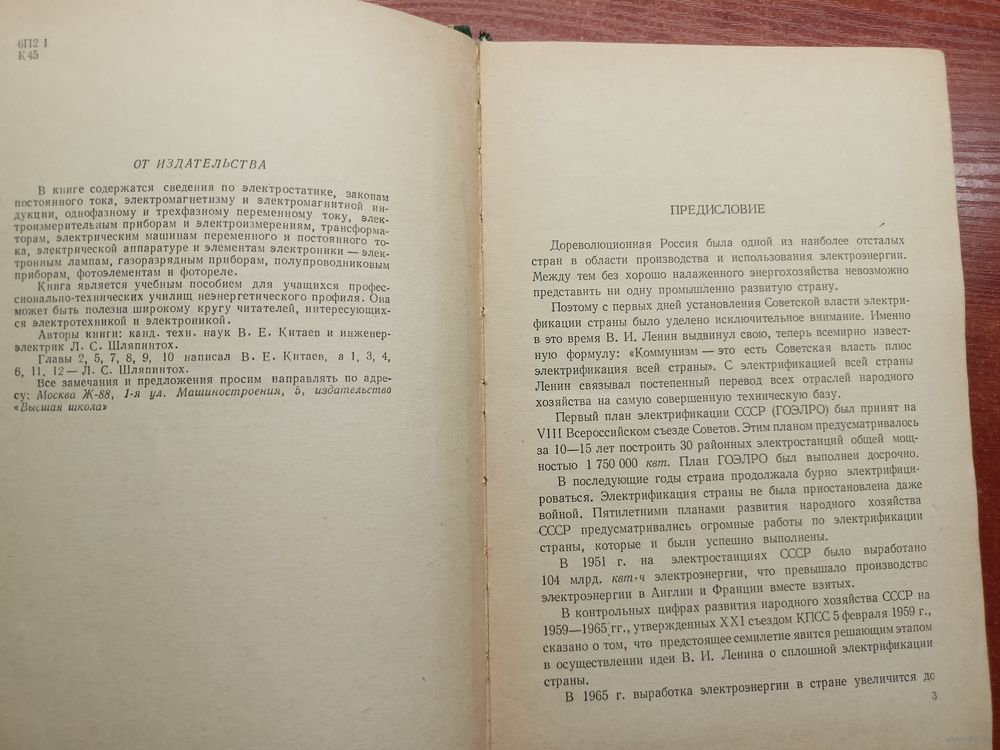 6П2 1
К 45
ОТ ИЗДАТЕЛЬСТВА
В книге содержатся сведения по электростатике, законам
постоянного тока, электромагнетизму и электромагнитной ин-
дукции, однофазному и трехфазному переменному току, элек-
троизмерительным приборам и электроизмерениям, трансформа-
торам, электрическим машинам переменного и постоянного то-
ка, электрической аппаратуре и элементам электроники — элек-
тронным лампам, газоразрядным приборам, полупроводниковым
приборам, фотоэлементам и фотореле.
Книга является учебным пособием для учащихся профес-
сионально-технических училищ неэнергетического профиля. Она
может быть полезна широкому кругу читателей, интересующих-
ся электротехникой и электроникой.
Авторы книги: канд. техн. наук В. Е. Китаев и инженер-
электрик Л. С. Шляпинтох.
Главы 2, 5, 7, 8, 9, 10 написал В. Е. Китаев, а 1, 3, 4,
6, 11, 12 — Л. С. Шляпинтох.
Все замечания и предложения просим направлять по адре-
су: Москва Ж-88, 1-я ул. Машиностроения, 5, издательство
«Высшая школа»
ПРЕДИСЛОВИЕ
Дореволюционная Россия была одной из наиболее отсталых
стран в области производства и использования электроэнергии.
Между тем без хорошо налаженного энергохозяйства невозможно
представить ни одну промышленно развитую страну.
Поэтому с первых дней установления Советской власти электри-
фикации страны было уделено исключительное внимание. Именно
в это время В. И. Ленин выдвинул свою, теперь всемирно извест-
ную формулу: «Коммунизм — это есть Советская власть плюс
электрификация всей страны». С электрификацией всей страны
Ленин связывал постепенный перевод всех отраслей народного
хозяйства на самую совершенную техническую базу.
Первый план электрификации СССР (ГОЭЛРО) был принят на
VIII Всероссийском съезде Советов. Этим планом предусматривалось
за 10—15 лет построить 30 районных электростанций общей мощ-
ностью 1 750 000 квт. План ГОЭЛРО был выполнен досрочно.
В последующие годы страна продолжала бурно электрифици-
роваться. Электрификация страны не была приостановлена даже
войной. Пятилетними планами развития народного хозяйства
СССР предусматривались огромные работы по электрификации
страны, которые и были успешно выполнены.
В 1951 г. на электростанциях СССР было выработано
104 млрд. квт·ч электроэнергии, что превышало производство
электроэнергии в Англии и Франции вместе взятых.
В контрольных цифрах развития народного хозяйства СССР на
1959—1965 гг., утвержденных XXI съездом КПСС 5 февраля 1959 г.,
сказано о том, что предстоящее семилетие явится решающим этапом
в осуществлении идеи В. И. Ленина о сплошной электрификации
страны.
В 1965 г. выработка электроэнергии в стране увеличится до
3